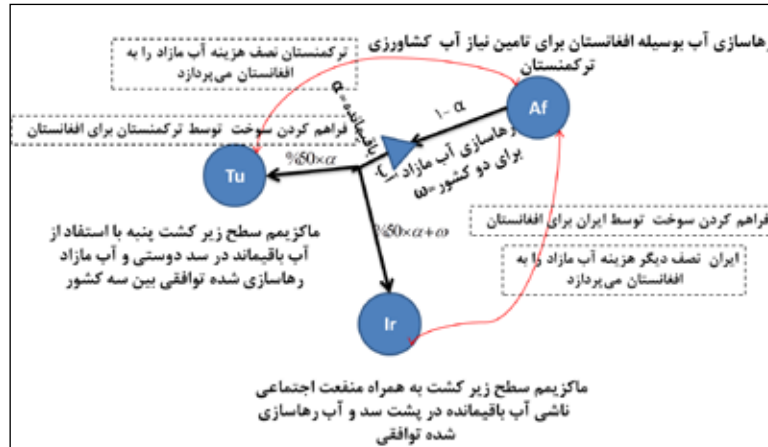 رهاسازی آب بوسیله افغانستان برای تامین نیاز آب کشاورزی
ترکمنستان
ترکمنستان نصف هزینه آب مازاد را به
افغانستان می‌پردازد
فراهم کردن سوخت توسط ترکمنستان برای افغانستان
Af
۱- α
باقیمانده= α
رهاسازی آب مازاد
برای دو کشور= ω
Tu
%50×α
%50×α+ω
فراهم کردن سوخت توسط ایران برای افغانستان
ایران نصف دیگر هزینه آب مازاد را به
افغانستان می‌پردازد
ماکزیمم سطح زیر کشت پنبه با استفاد از
آب باقیماند در سد دوستی و آب مازاد
رهاسازی شده توافقی بین سه کشور
Ir
ماکزیمم سطح زیر کشت به همراه منفعت اجتماعی
ناشی آب باقیمانده در پشت سد و آب رهاسازی
شده توافقی